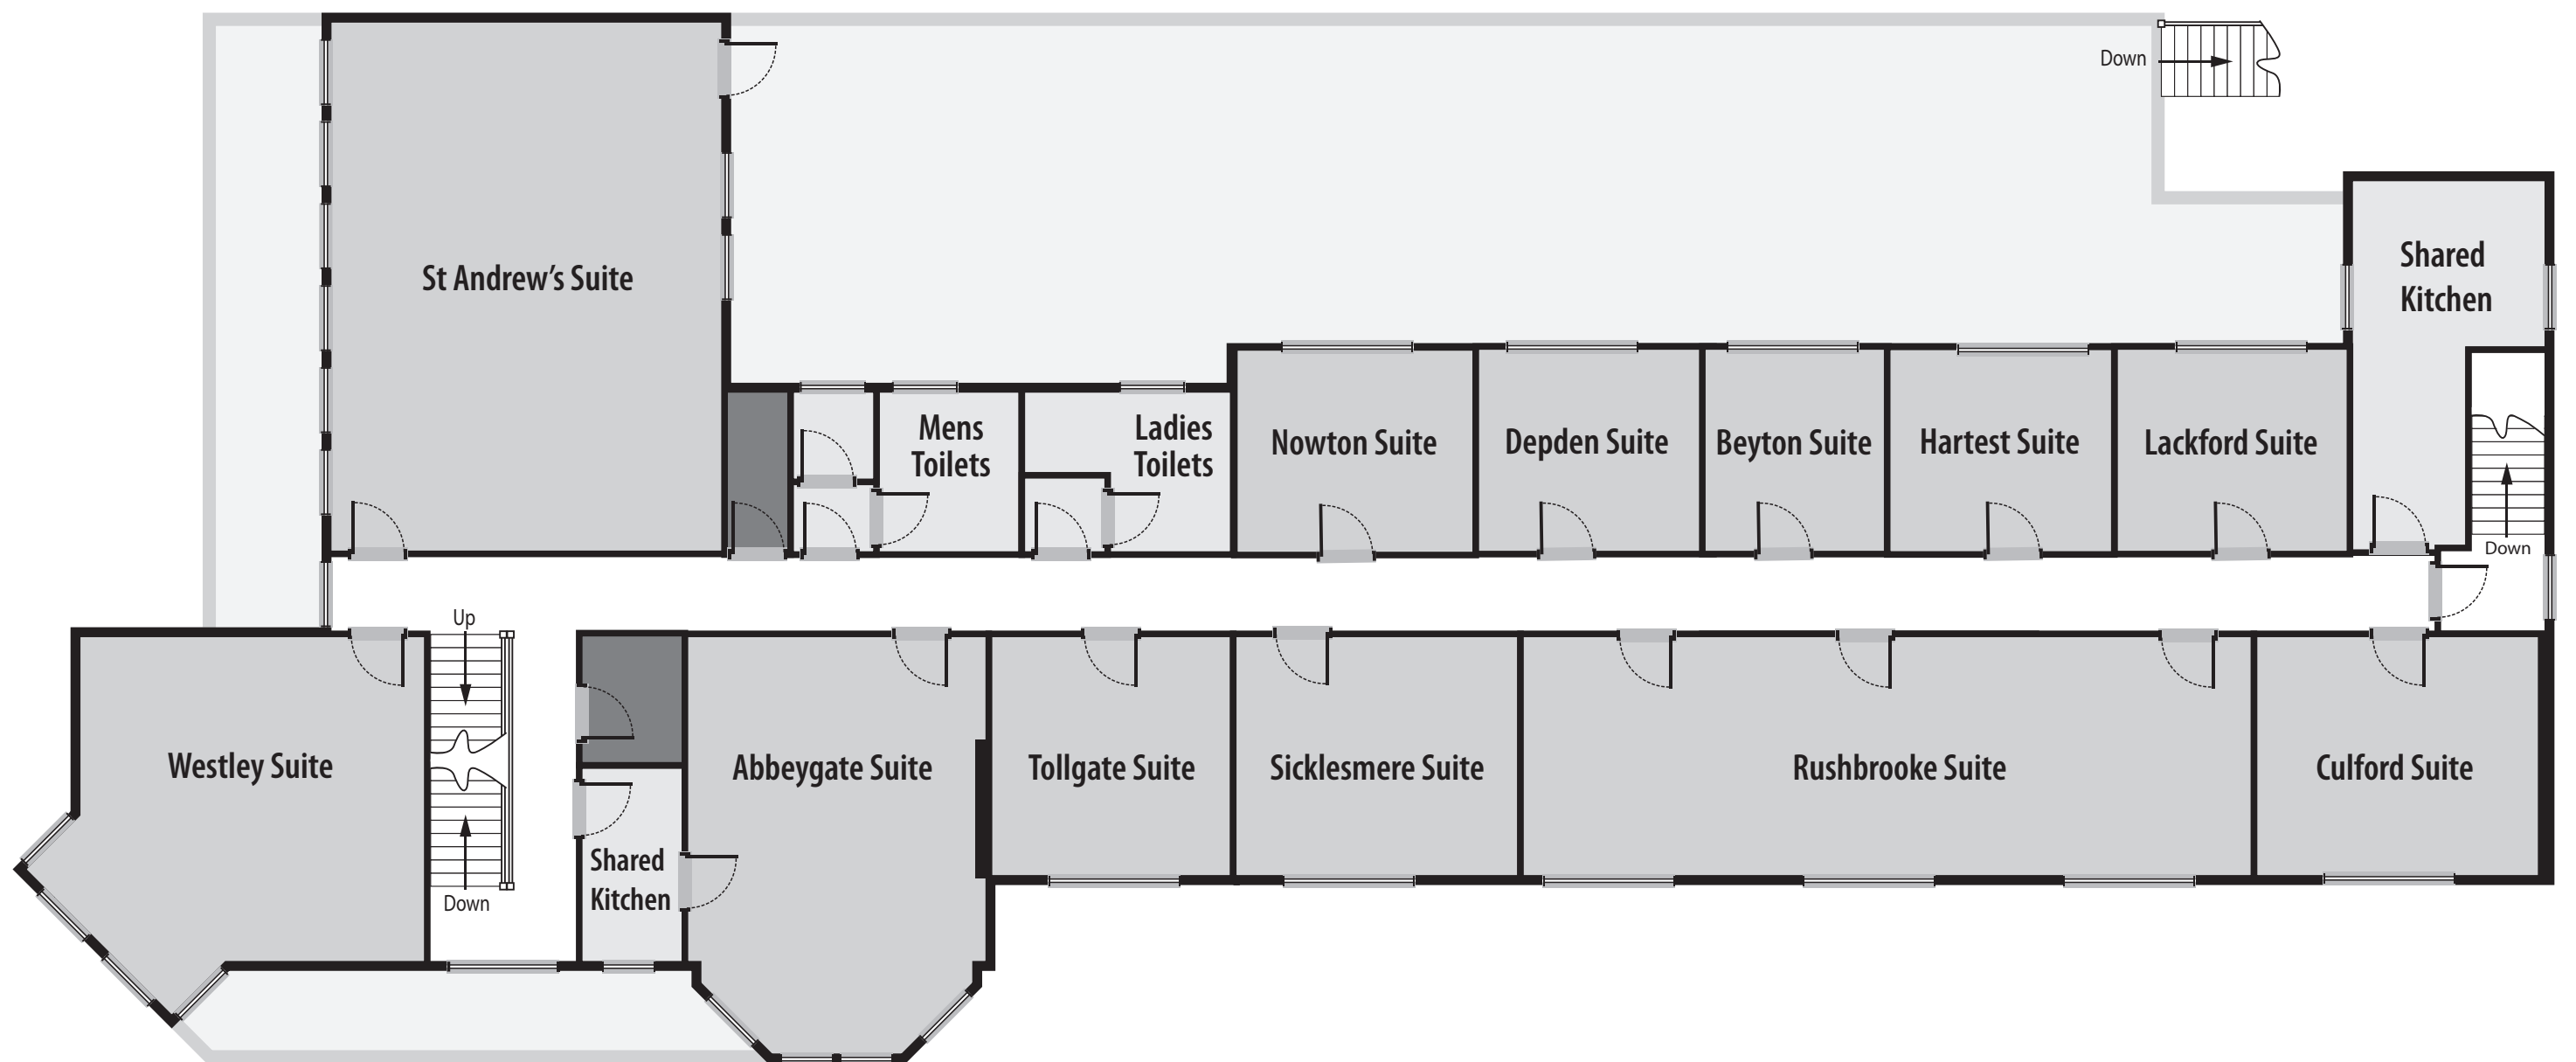 Down
St Andrew’s Suite
Shared
Kitchen
Mens
Toilets
Ladies
Toilets
Nowton Suite
Depden Suite
Beyton Suite
Hartest Suite
Lackford Suite
Down
Up
Westley Suite
Abbeygate Suite
Tollgate Suite
Sicklesmere Suite
Rushbrooke Suite
Culford Suite
Shared
Kitchen
Down